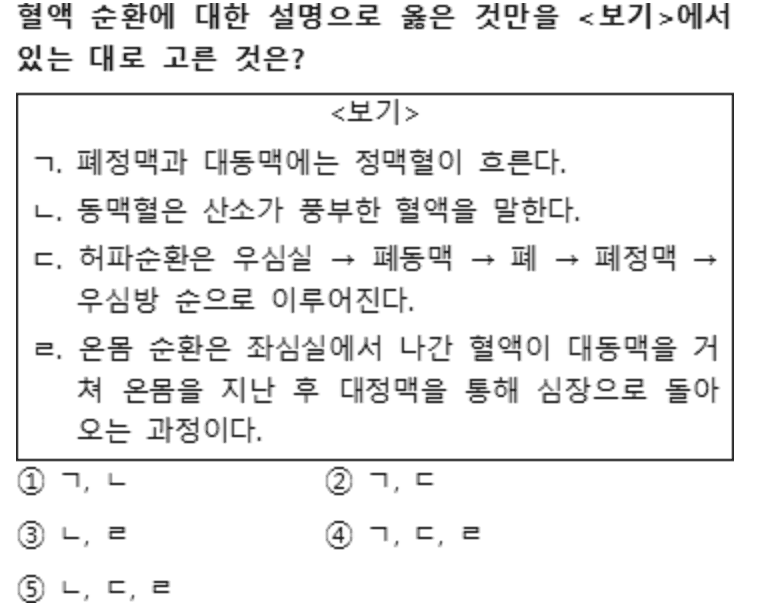 혈액 순환에 대한 설명으로 옳은 것만을 <보기>에서
있는 대로 고른 것은?
<보기>
ㄱ. 폐정맥과 대동맥에는 정맥혈이 흐른다.
ㄴ. 동맥혈은 산소가 풍부한 혈액을 말한다.
ㄷ. 허파순환은 우심실 → 폐동맥 → 폐 → 폐정맥 →
우심방 순으로 이루어진다.
ㄹ. 온몸 순환은 좌심실에서 나간 혈액이 대동맥을 거
쳐 온몸을 지난 후 대정맥을 통해 심장으로 돌아
오는 과정이다.
① ㄱ, ㄴ ② ㄱ, ㄷ
③ ㄴ, ㄹ ④ ㄱ, ㄷ, ㄹ
⑤ ㄴ, ㄷ, ㄹ